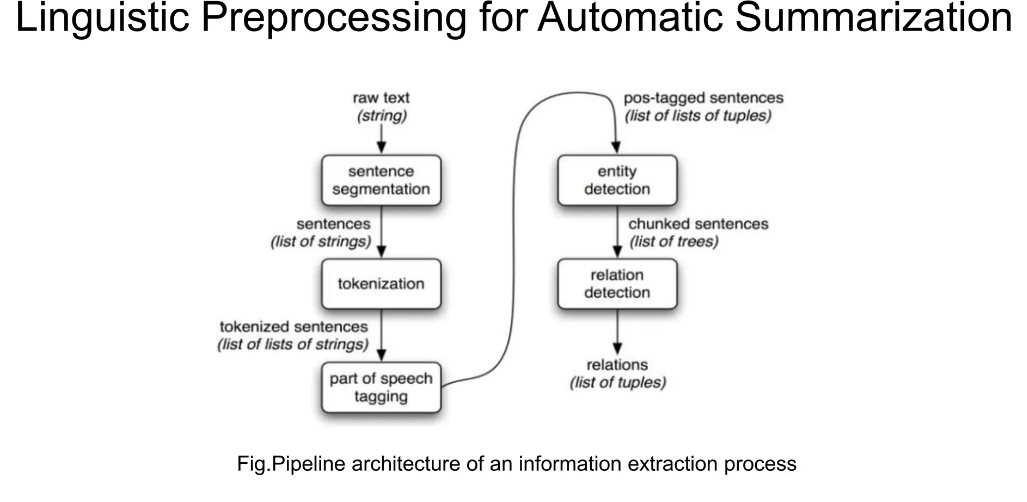 Linguistic Preprocessing for Automatic Summarization
raw text
(string)
sentence
segmentation
sentences
(list of strings)
tokenization
tokenized sentences
(list of lists of strings)
part of speech
tagging
pos-tagged sentences
(list of lists of tuples)
entity
detection
chunked sentences
(list of trees)
relation
detection
relations
(list of tuples)
Fig.Pipeline architecture of an information extraction process